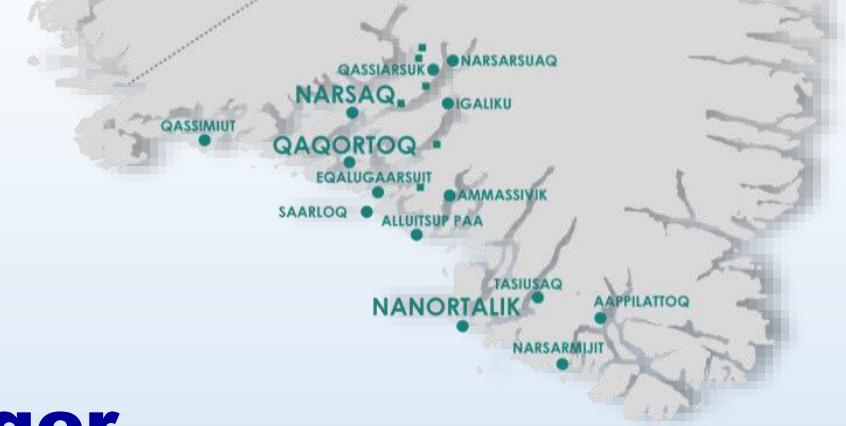 NARSARSUAQ
QASSIARSUK
NARSAQ
IGALIKU
QASSIMIUT
QAQORTOQ
EQALUGAARSUIT
AMMASSIVIK
SAARLOQ
ALLUITSUP PAA
TASIUSAQ
NANORTALIK
AAPPILATTOQ
NARSARMIJIT